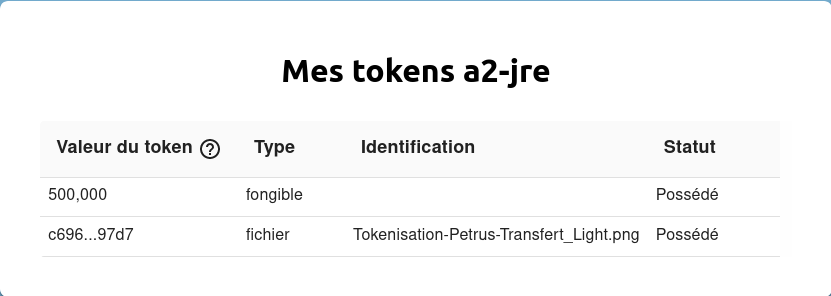 Mes tokens a2-jre
Valeur du token ? Type Identification Statut
500,000 fongible Possédé
c696...97d7 fichier Tokenisation-Petrus-Transfert_Light.png Possédé